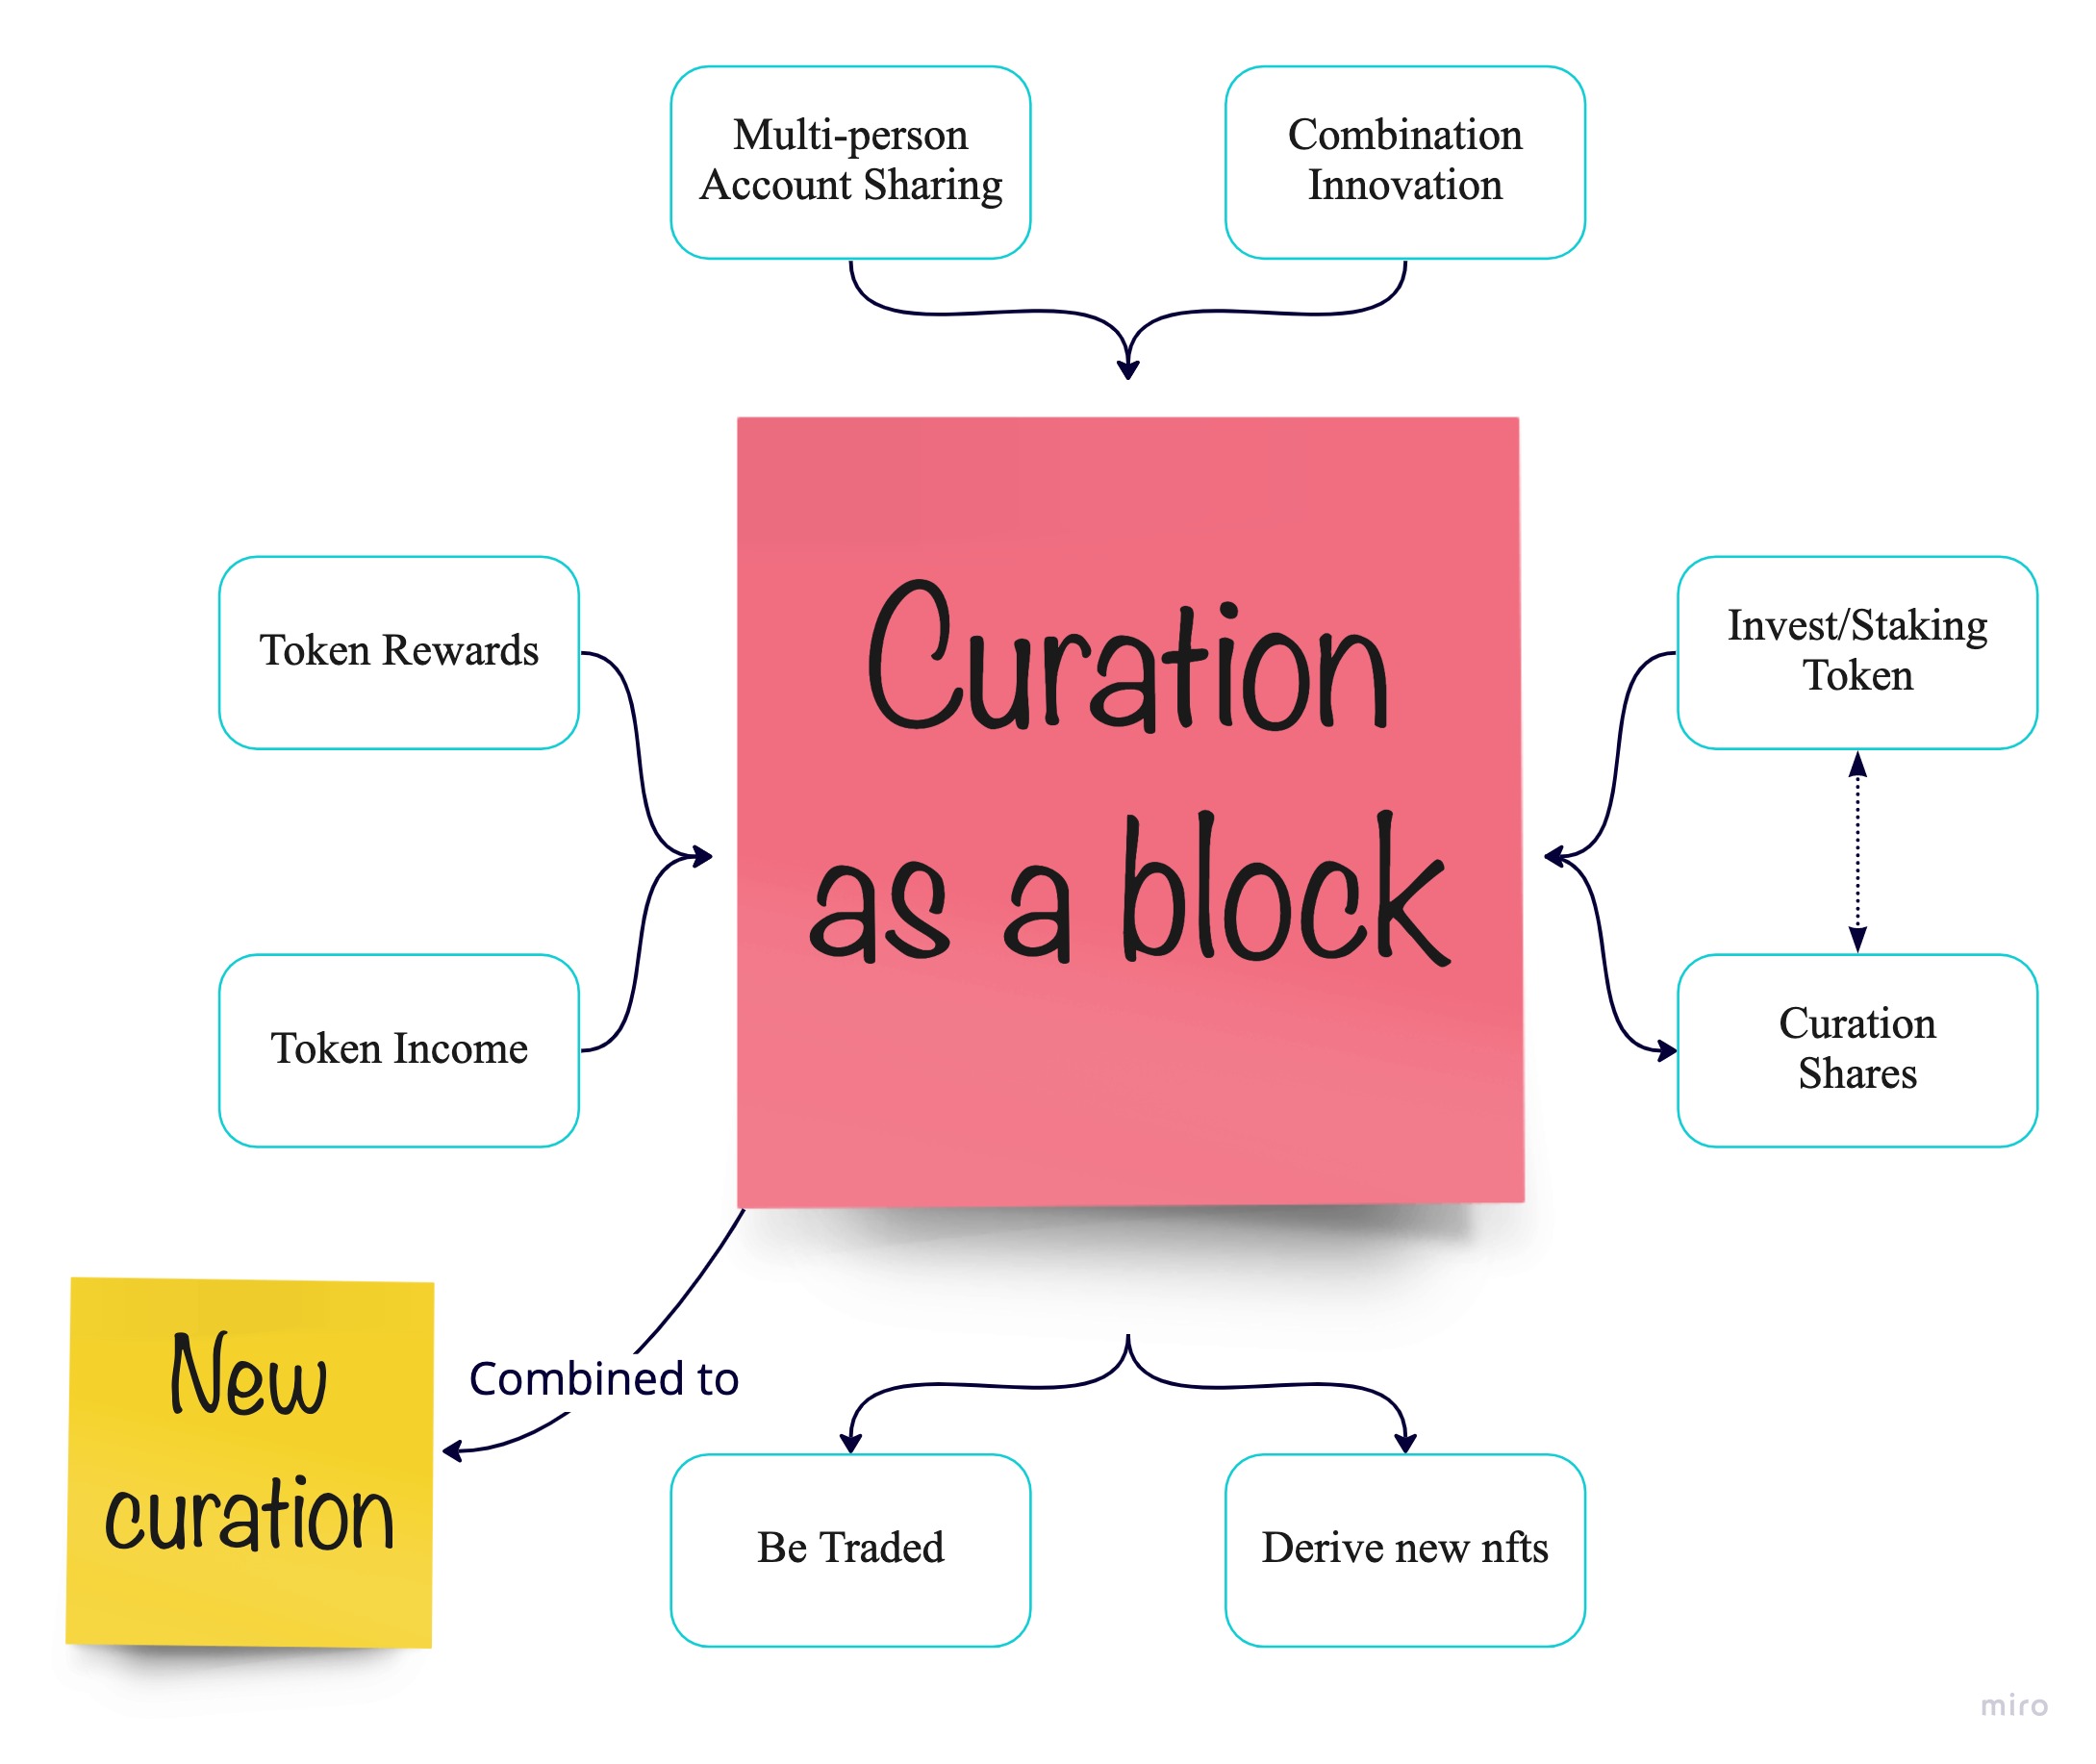 Multi-person
Account Sharing
Combination
Innovation
Token Rewards
Curation
as a block
Invest/Staking
Token
Token Income
Curation
Shares
New
curation
Combined to
Be Traded
Derive new nfts
miro